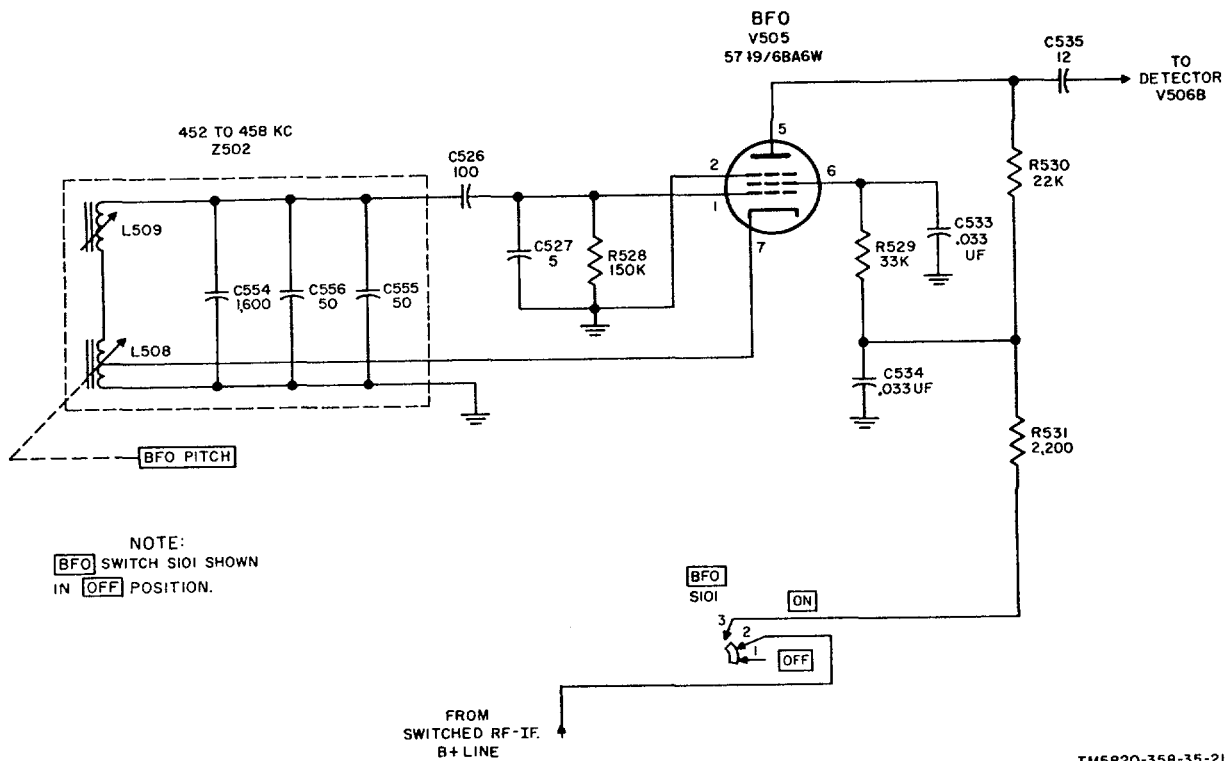 BFO
V505
5749/6BA6W
C535
12
TO
DETECTOR
V506B
452 TO 458 KC
Z502
C526
100
5
2
6
1
7
R530
22K
L509
C527
5
R528
150K
R529
33K
C533
.033
UF
C554
1,600
C556
50
C555
50
L508
C534
.033UF
R531
2,200
BFO PITCH
NOTE:
BFO SWITCH S101 SHOWN
IN OFF POSITION.
BFO
S101
ON
3
2
1
OFF
FROM
SWITCHED RF-IF.
B+ LINE
TM5820-358-35-21